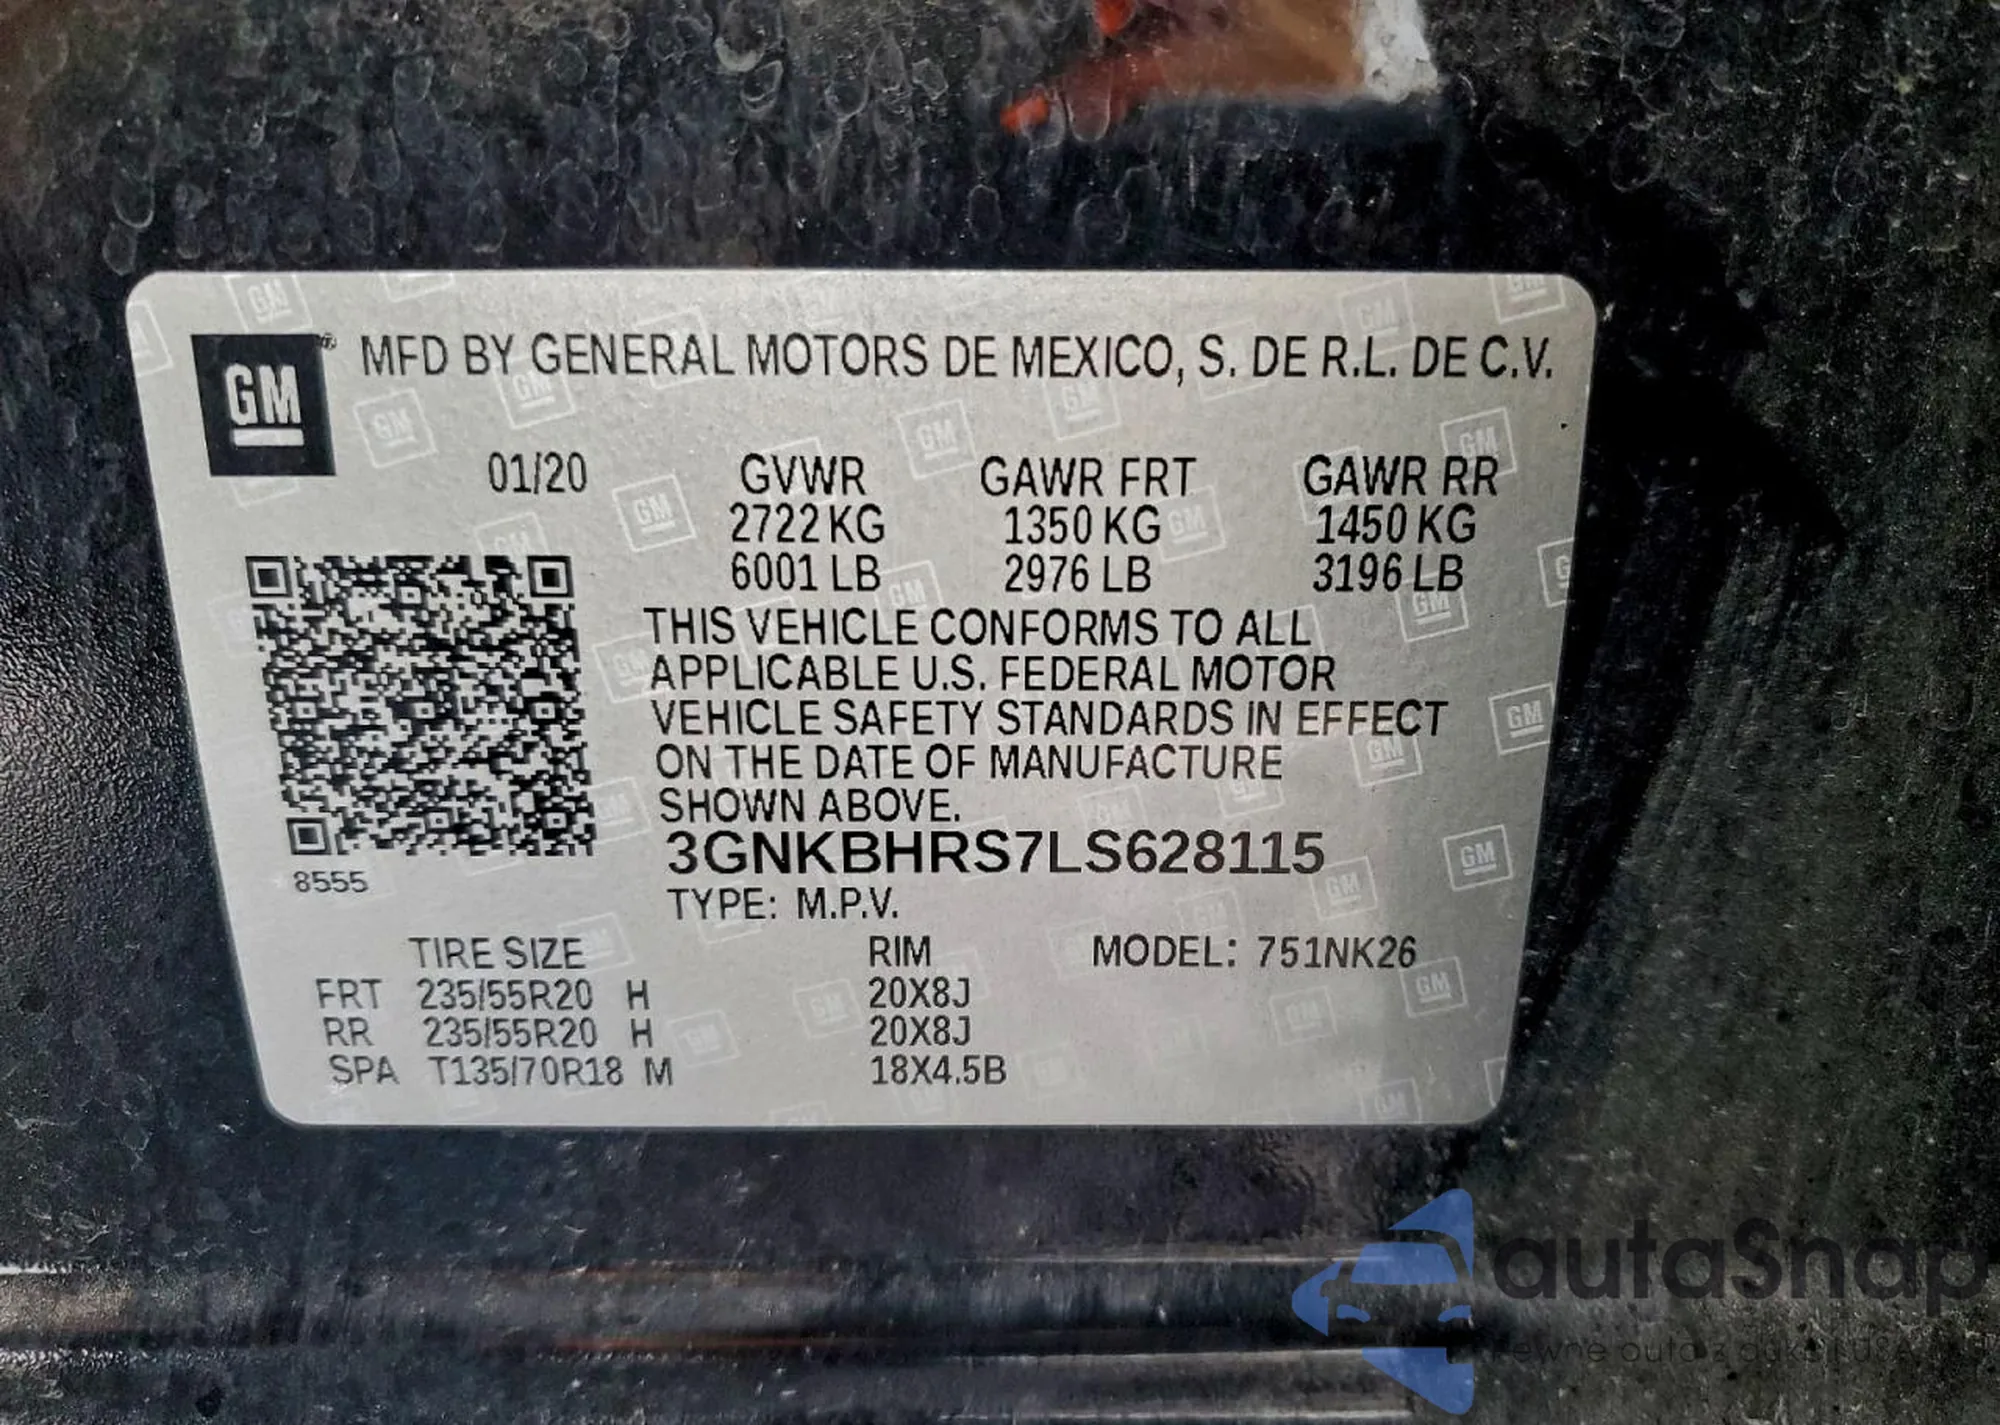 GM
MFD BY GENERAL MOTORS DE MEXICO, S. DE R.L. DE C.V.
01/20 GVWR GAWR FRT GAWR RR
2722 KG 1350 KG 1450 KG
6001 LB 2976 LB 3196 LB
THIS VEHICLE CONFORMS TO ALL
APPLICABLE U.S. FEDERAL MOTOR
VEHICLE SAFETY STANDARDS IN EFFECT
ON THE DATE OF MANUFACTURE
SHOWN ABOVE.
3GNKBHRS7LS628115
8555
TYPE: M.P.V.
TIRE SIZE RIM MODEL: 751NK26
FRT 235/55R20 H 20X8J
RR 235/55R20 H 20X8J
SPA T135/70R18 M 18X4.5B
autaSnap
auto z